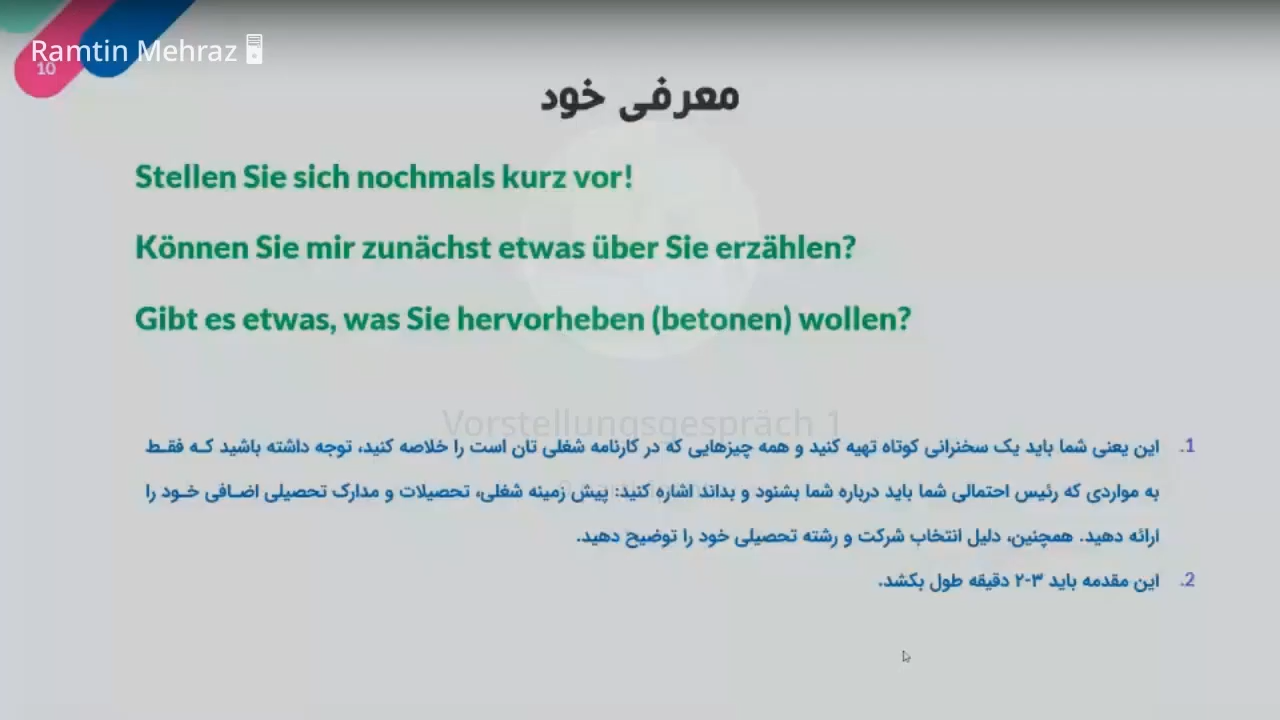 Ramtin Mehraz
10
معرفی خود
Stellen Sie sich nochmals kurz vor!
Können Sie mir zunächst etwas über Sie erzählen?
Gibt es etwas, was Sie hervorheben (betonen) wollen?
Vorstellungsgespräch 1
1. این یعنی شما باید یک سخنرانی کوتاه تهیه کنید و همه چیزهایی که در کارنامه شغلی تان است را خلاصه کنید، توجه داشته باشید که فقط
به مواردی که رئیس احتمالی شما باید درباره شما بشنود و بداند اشاره کنید: پیش زمینه شغلی، تحصیلات و مدارک تحصیلی اضافی خود را
ارائه دهید. همچنین، دلیل انتخاب شرکت و رشته تحصیلی خود را توضیح دهید.
2. این مقدمه باید ۳-۲ دقیقه طول بکشد.